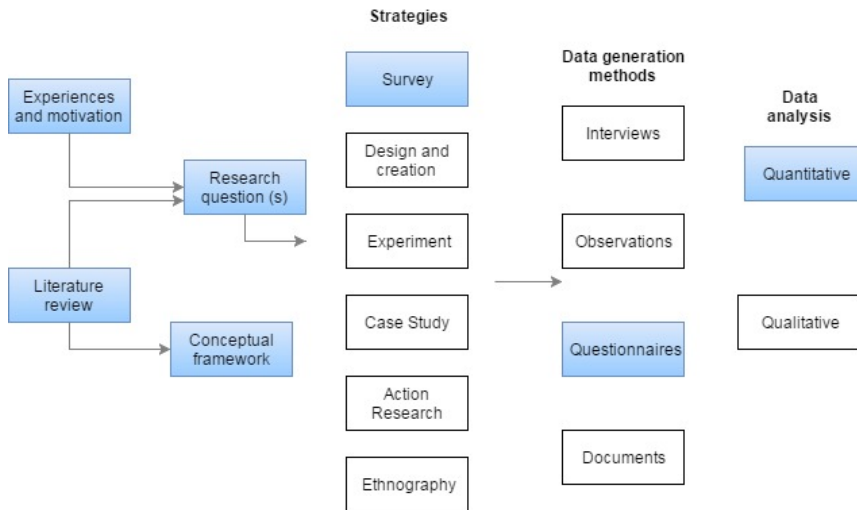 Strategies
Survey
Design and
creation
Experiment
Case Study
Action
Research
Ethnography
Experiences
and motivation
Research
question (s)
Literature
review
Conceptual
framework
Data generation
methods
Interviews
Observations
Questionnaires
Documents
Data
analysis
Quantitative
Qualitative